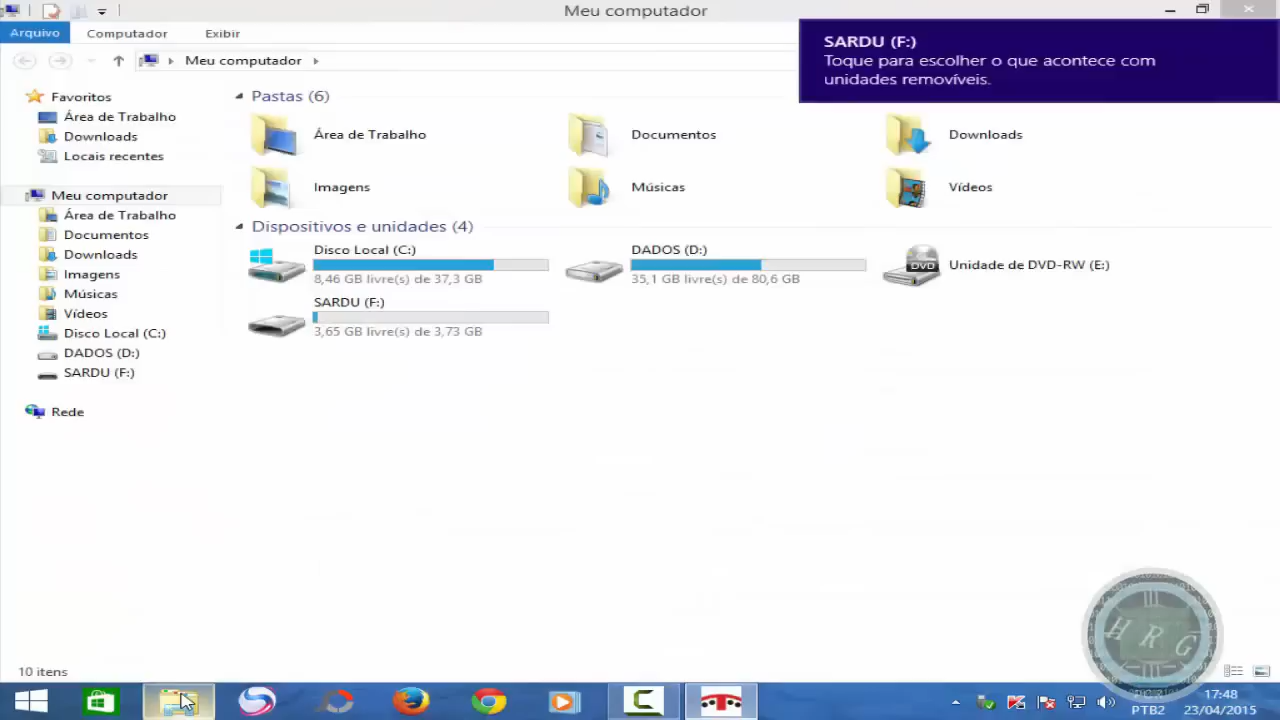 Meu computador
Arquivo
Computador
Exibir
SARDU (F:)
Toque para escolher o que acontece com
unidades removíveis.
Meu computador
Favoritos
Área de Trabalho
Downloads
Locais recentes
Meu computador
Área de Trabalho
Documentos
Downloads
Imagens
Músicas
Vídeos
Disco Local (C:)
DADOS (D:)
SARDU (F:)
Rede
Pastas (6)
Área de Trabalho
Documentos
Downloads
Imagens
Músicas
Vídeos
Dispositivos e unidades (4)
Disco Local (C:)
8,46 GB livre(s) de 37,3 GB
DADOS (D:)
35,1 GB livre(s) de 80,6 GB
DVD
Unidade de DVD-RW (E:)
SARDU (F:)
3,65 GB livre(s) de 3,73 GB
10 itens
H R G
17:48
PTB2
23/04/2015